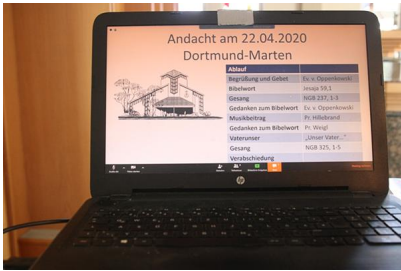 Andacht am 22.04.2020
Dortmund-Marten
Ablauf
Begrüßung und Gebet Ev. v. Oppenkowski
Bibelwort Jesaja 59,1
Gesang NGB 237, 1-3
Gedanken zum Bibelwort Ev. v. Oppenkowski
Musikbeitrag Pr. Hillebrand
Gedanken zum Bibelwort Pr. Weigl
Vaterunser „Unser Vater..."
Gesang NGB 325, 1-5
Verabschiedung
hp